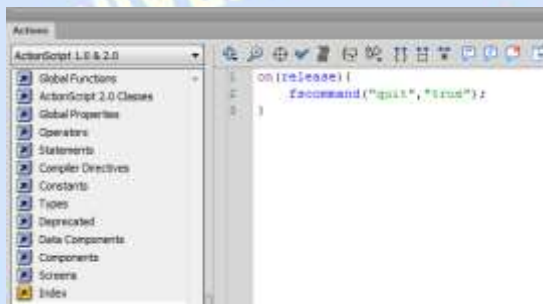 Actions
ActionScript 1.0 & 2.0
Global Functions
ActionScript 2.0 Classes
Global Properties
Operators
Statements
Compiler Directives
Constants
Types
Deprecated
Data Components
Components
Screens
Index
1 on(release){
2 fscommand("quit","true");
3 }